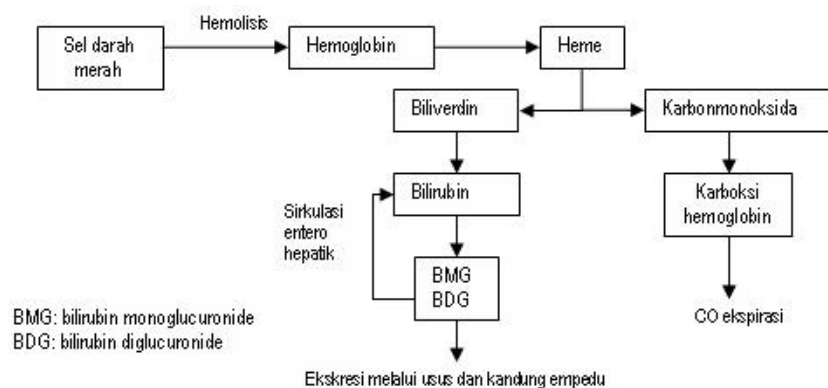 Hemolisis
Sel darah
merah
Hemoglobin
Heme
Biliverdin
Karbonmonoksida
Bilirubin
Karboksi
hemoglobin
Sirkulasi
entero
hepatik
BMG
BDG
CO ekspirasi
BMG: bilirubin monoglucuronide
BDG: bilirubin diglucuronide
Ekskresi melalui usus dan kandung empedu